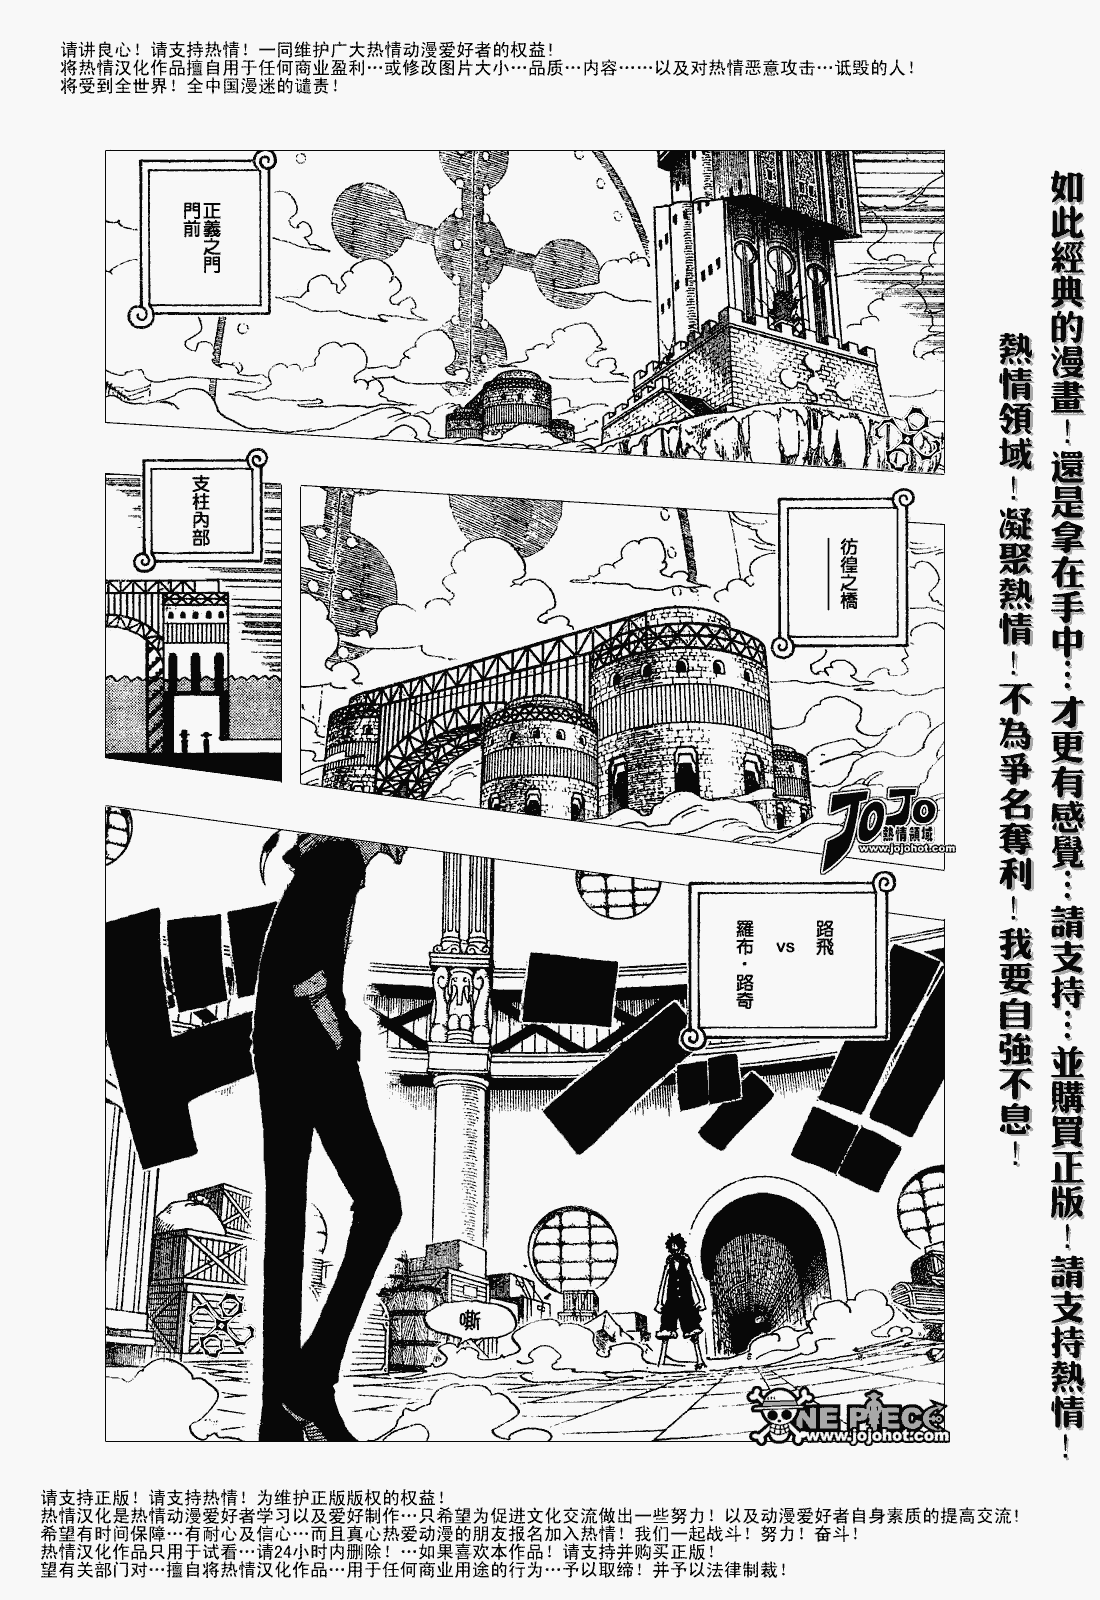 请讲良心！请支持热情！一同维护广大热情动漫爱好者的权益！
将热情汉化作品擅自用于任何商业盈利…或修改图片大小…品质…内容……以及对热情恶意攻击…诋毁的人！
将受到全世界！全中国漫迷的谴责！
如此經典的漫畫！還是拿在手中…才更有感覺…請支持…並購買正版！請支持熱情！
熱情領域！凝聚熱情！不為爭名奪利！我要自強不息！
正義之門
門前
——彷徨之橋
支柱內部
JOJO
熱情領域
www.jojohot.com
路飛
vs
羅布·路奇
嘶
ONE PIECE
www.jojohot.com
请支持正版！请支持热情！为维护正版版权的权益！
热情汉化是热情动漫爱好者学习以及爱好制作…只希望为促进文化交流做出一些努力！以及动漫爱好者自身素质的提高交流！
希望有时间保障…有耐心及信心…而且真心热爱动漫的朋友报名加入热情！我们一起战斗！努力！奋斗！
热情汉化作品只用于试看…请24小时内删除！…如果喜欢本作品！请支持并购买正版！
望有关部门对…擅自将热情汉化作品…用于任何商业用途的行为…予以取缔！并予以法律制裁！